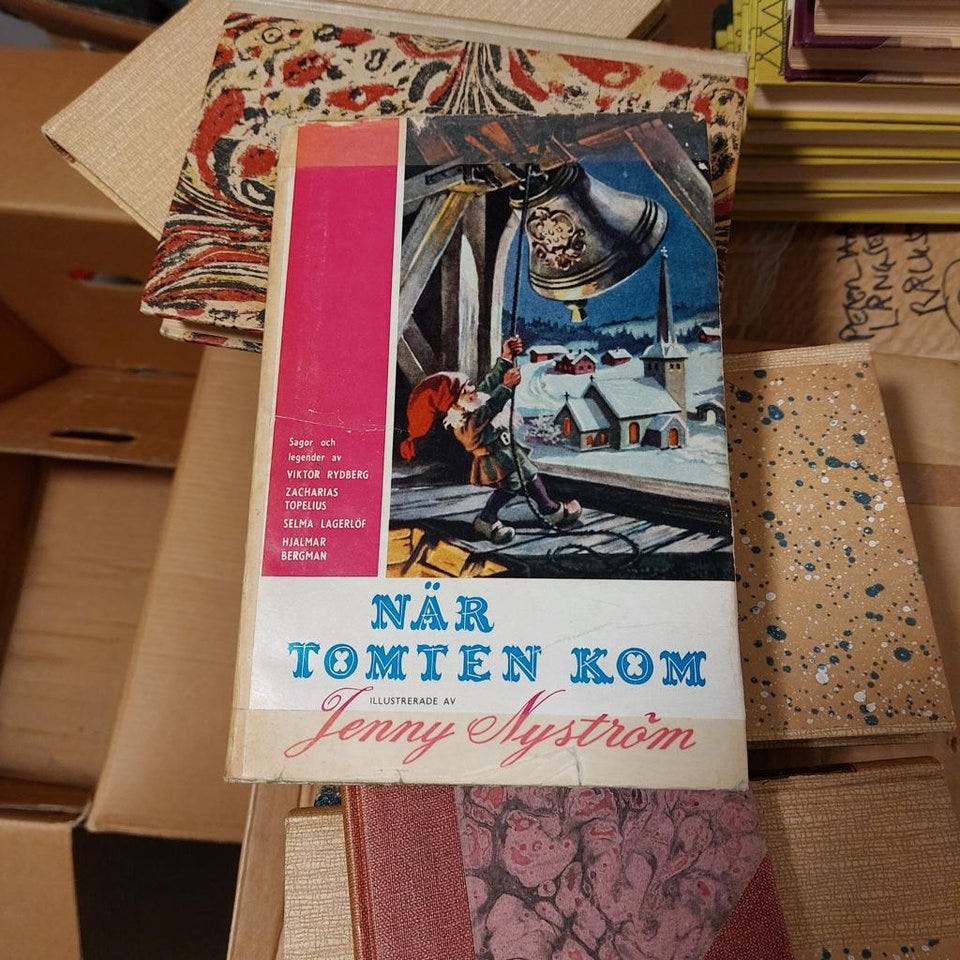 Sagor och
legender av
VIKTOR RYDBERG
ZACHARIAS
TOPELIUS
SELMA LAGERLÖF
HJALMAR
BERGMAN
NÄR
TOMTEN KOM
ILLUSTRERADE AV
Jenny Nyström